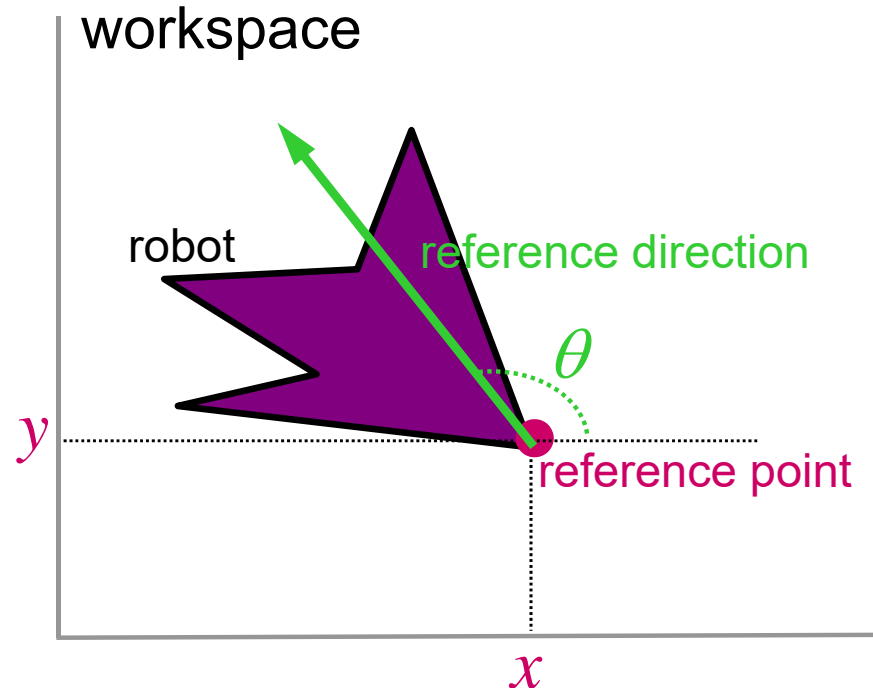 workspace
robot
reference direction
θ
y
reference point
x